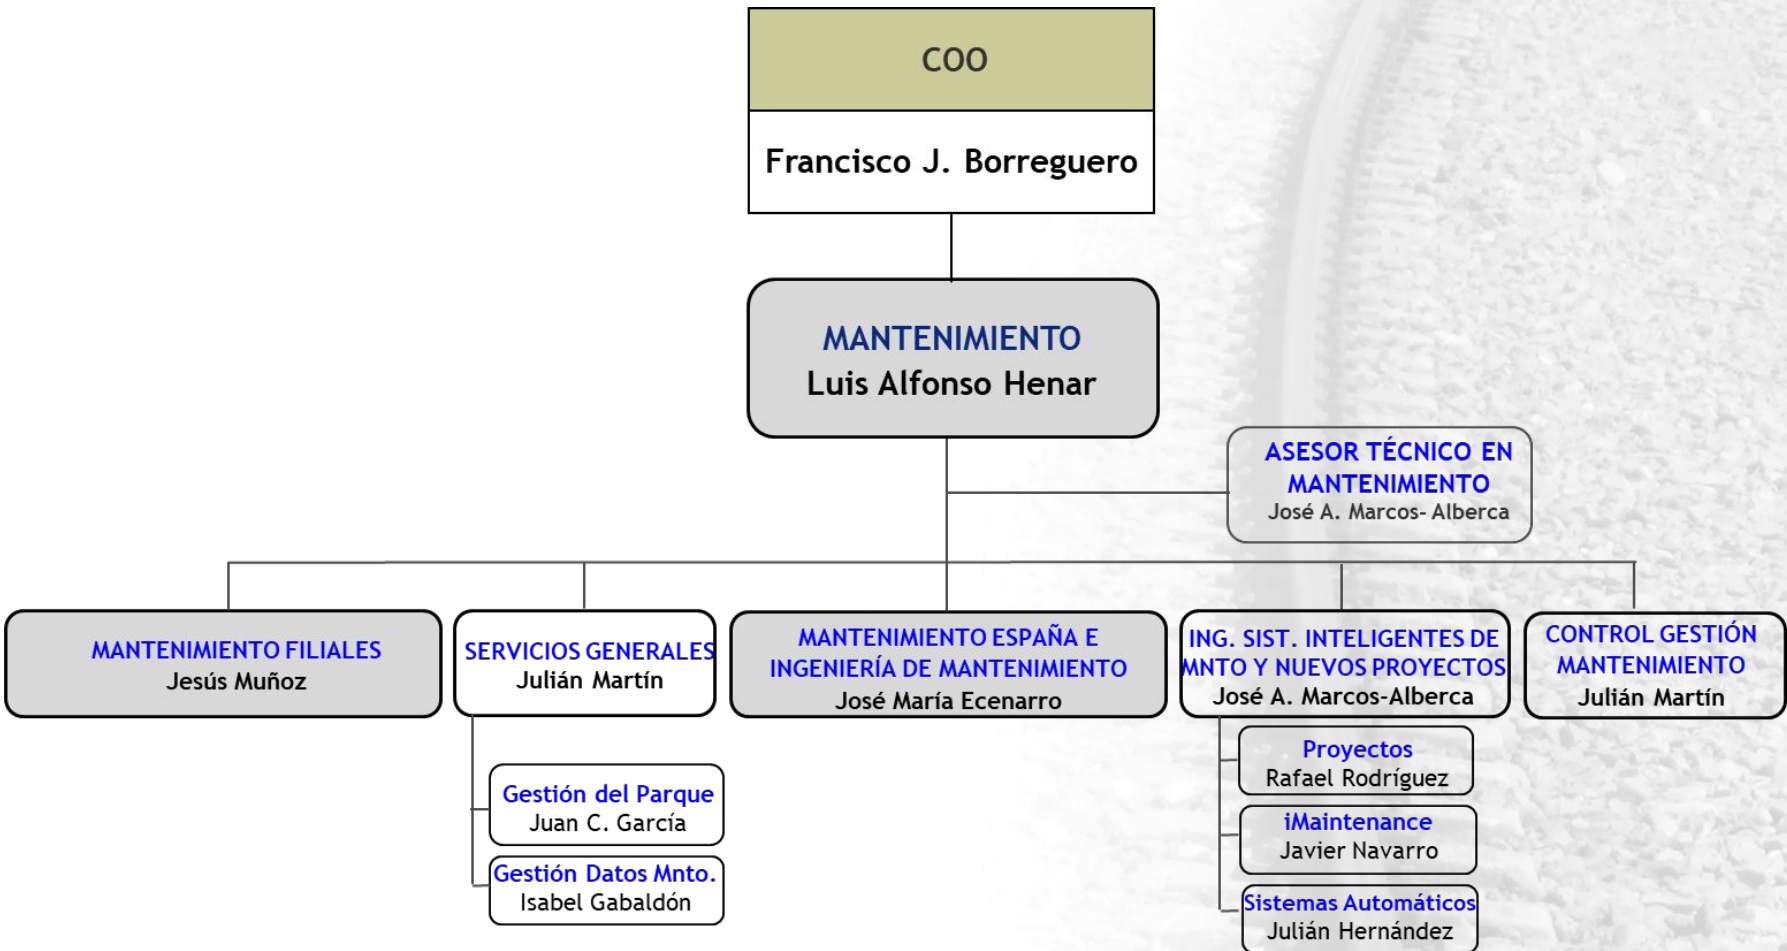 COO
Francisco J. Borreguero
MANTENIMIENTO
Luis Alfonso Henar
ASESOR TÉCNICO EN
MANTENIMIENTO
José A. Marcos- Alberca
MANTENIMIENTO FILIALES
Jesús Muñoz
SERVICIOS GENERALES
Julián Martín
MANTENIMIENTO ESPAÑA E
INGENIERÍA DE MANTENIMIENTO
José María Ecenarro
ING. SIST. INTELIGENTES DE
MNTO Y NUEVOS PROYECTOS
José A. Marcos-Alberca
CONTROL GESTIÓN
MANTENIMIENTO
Julián Martín
Gestión del Parque
Juan C. García
Gestión Datos Mnto.
Isabel Gabaldón
Proyectos
Rafael Rodríguez
iMaintenance
Javier Navarro
Sistemas Automáticos
Julián Hernández